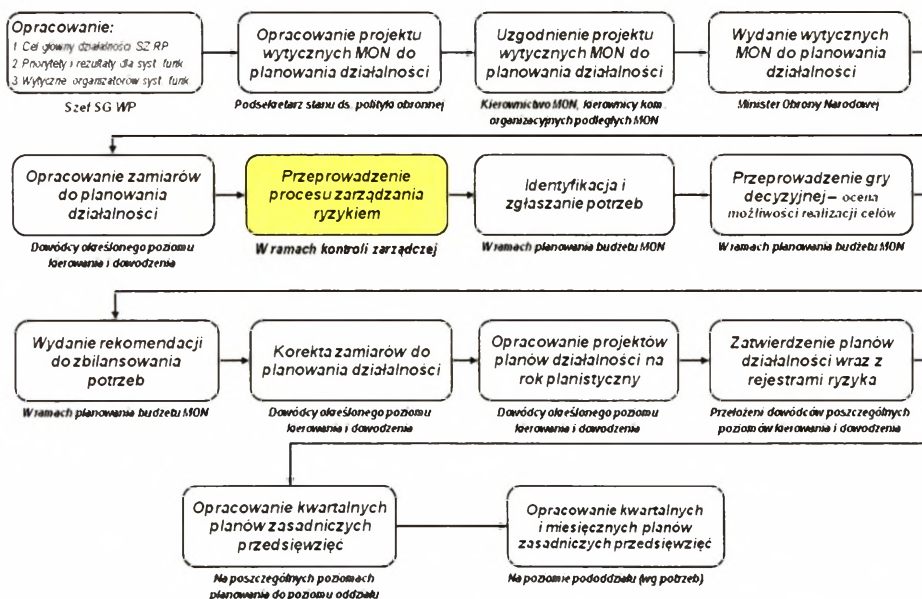 Opracowanie:
1 Cel główny działalności SZ RP
2 Priorytety i rezultaty dla syst. funk
3 Wytyczne organizatorów syst. funk
Szef SG WP
Opracowanie projektu
wytycznych MON do
planowania działalności
Podsekretarz stanu ds. polityki obronnej
Uzgodnienie projektu
wytycznych MON do
planowania działalności
Kierownictwo MON, kierownicy kom.
organizacyjnych podległych MON
Wydanie wytycznych
MON do planowania
działalności
Minister Obrony Narodowej
Opracowanie zamiarów
do planowania
działalności
Dowódcy określonego poziomu
kierowania i dowodzenia
Przeprowadzenie
procesu zarządzania
ryzykiem
W ramach kontroli zarządczej
Identyfikacja i
zgłaszanie potrzeb
W ramach planowania budżetu MON
Przeprowadzenie gry
decyzyjnej – ocena
możliwości realizacji celów
W ramach planowania budżetu MON
Wydanie rekomendacji
do zbilansowania
potrzeb
W ramach planowania budżetu MON
Korekta zamiarów do
planowania działalności
Dowódcy określonego poziomu
kierowania i dowodzenia
Opracowanie projektów
planów działalności na
rok planistyczny
Dowódcy określonego poziomu
kierowania i dowodzenia
Zatwierdzenie planów
działalności wraz z
rejestrami ryzyka
Przełożeni dowódców poszczególnych
poziomów kierowania i dowodzenia
Opracowanie kwartalnych
planów zasadniczych
przedsięwzięć
Na poszczególnych poziomach
planowania do poziomu oddziału
Opracowanie kwartalnych
i miesięcznych planów
zasadniczych przedsięwzięć
Na poziomie pododdziału (wg potrzeb)